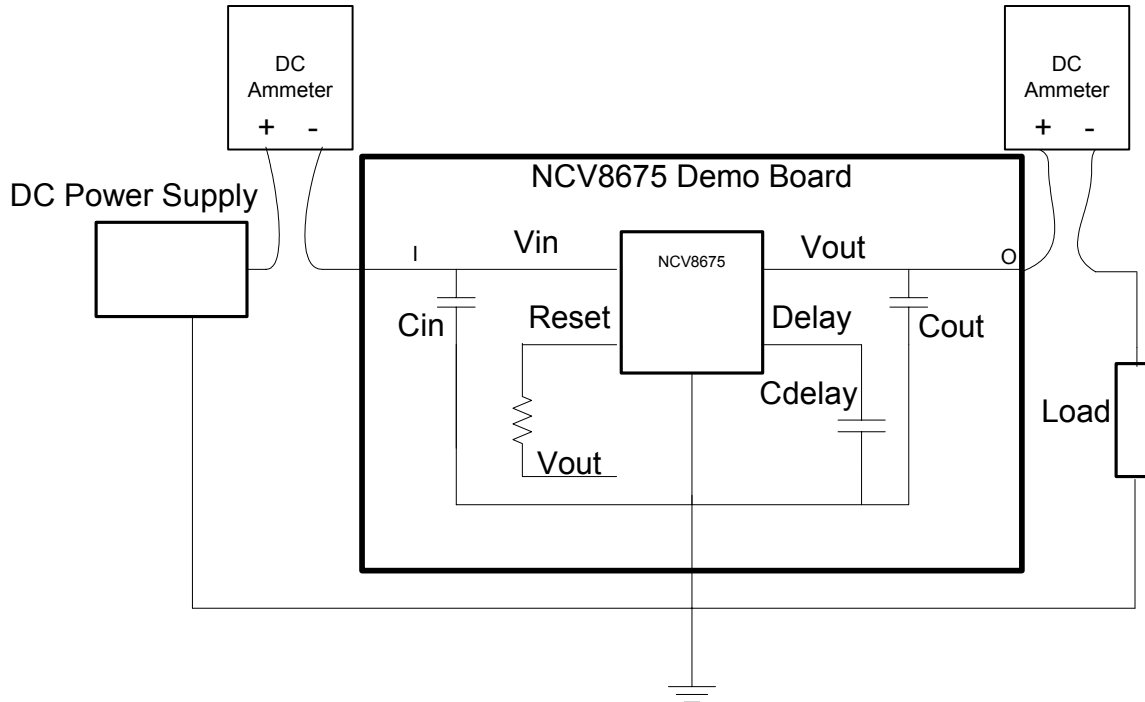 DC
Ammeter
+ -
DC
Ammeter
+ -
DC Power Supply
NCV8675 Demo Board
I
Vin
NCV8675
Vout
O
Cin
Reset
Delay
Cout
Cdelay
Vout
Load